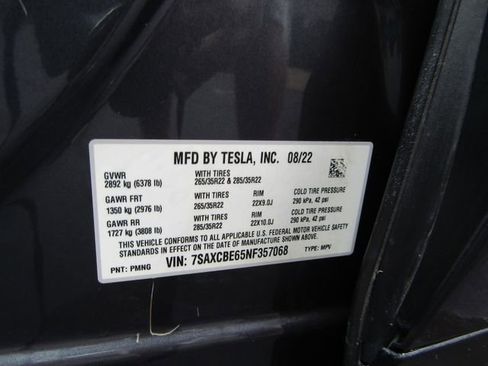 MFD BY TESLA, INC. 08/22
GVWR WITH TIRES
2892 kg (6378 lb) 265/35R22 & 285/35R22
GAWR FRT WITH TIRES RIM COLD TIRE PRESSURE
1350 kg (2976 lb) 265/35R22 22X9.0J 290 kPa, 42 psi
GAWR RR WITH TIRES RIM COLD TIRE PRESSURE
1727 kg (3808 lb) 285/35R22 22X10.0J 290 kPa, 42 psi
THIS VEHICLE CONFORMS TO ALL APPLICABLE U.S. FEDERAL MOTOR VEHICLE SAFETY
STANDARDS IN EFFECT ON THE DATE OF MANUFACTURE SHOWN ABOVE.
PNT: PMNG VIN: 7SAXCBE65NF357068 TYPE: MPV